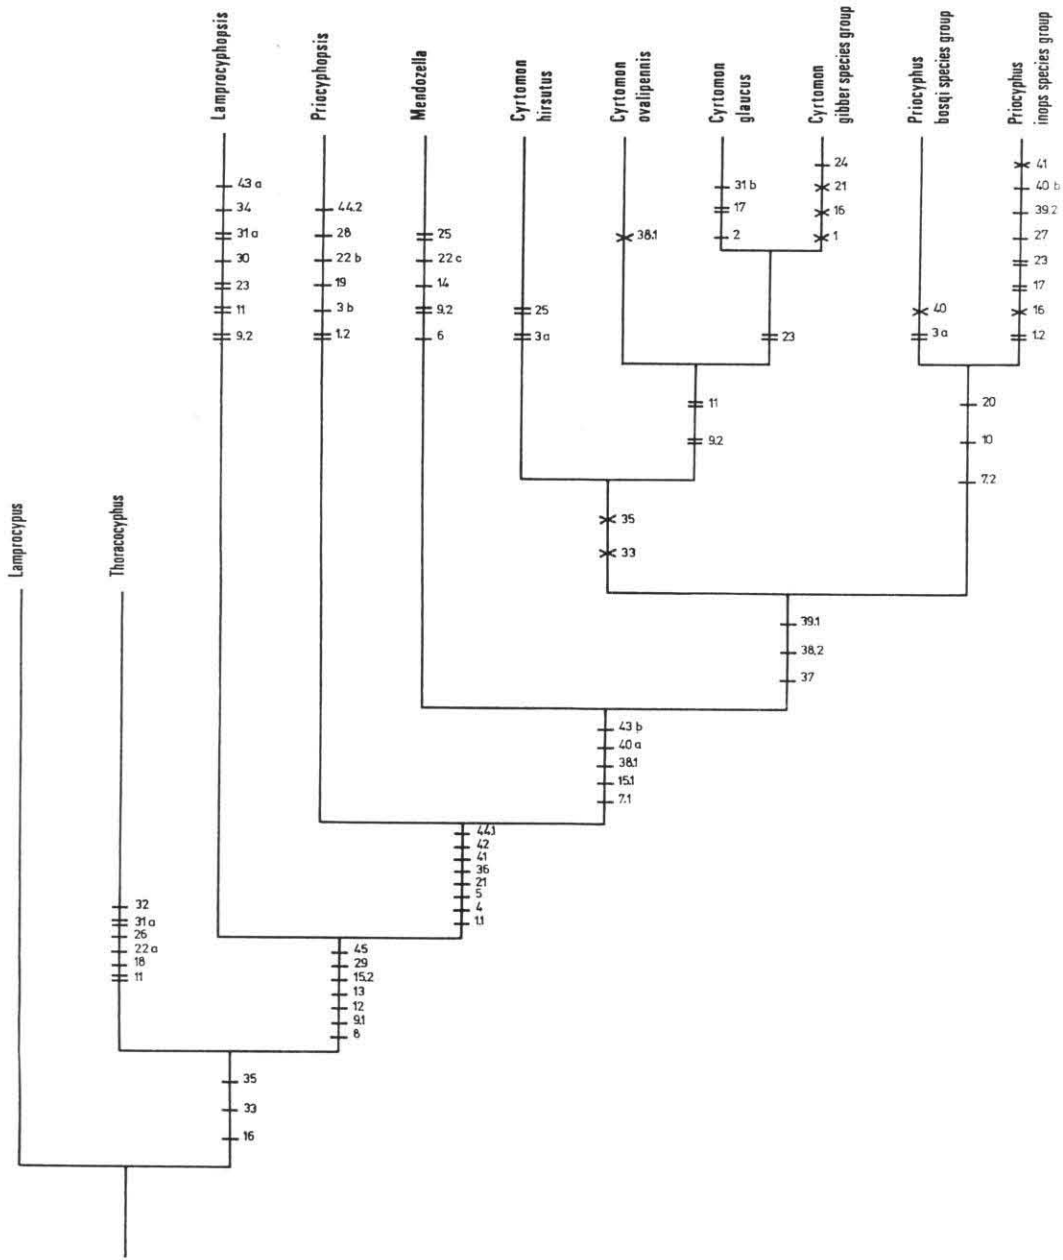 Lamprocyphopsis
Priocyphopsis
Mendozella
Cyrtomon
hirsutus
Cyrtomon
ovalipennis
Cyrtomon
glaucus
Cyrtomon
gibber species group
Priocyphus
bosqi species group
Priocyphus
inops species group
Lamprocypus
Thoracocyphus
43 a
34
31 a
30
23
11
9.2
44.2
28
22 b
19
3 b
1.2
25
22 c
14
9.2
6
25
3 a
38.1
31 b
17
2
24
21
16
1
23
11
9.2
35
33
40
3 a
41
40 b
39.2
27
23
17
16
1.2
20
10
7.2
39.1
38.2
37
43 b
40 a
38.1
15.1
7.1
44.1
42
41
36
21
5
4
1.1
32
31 a
26
22 a
18
11
45
29
15.2
13
12
9.1
8
35
33
16